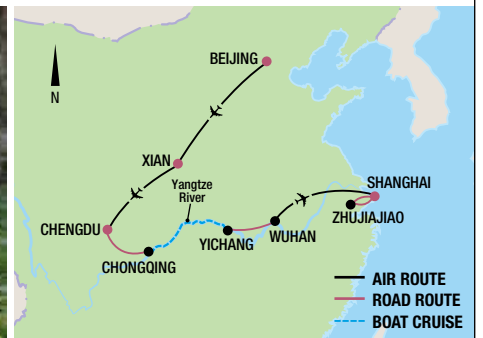 BEIJING
N
XIAN
Yangtze
River
SHANGHAI
CHENGDU
ZHUJIAJIAO
YICHANG
WUHAN
CHONGQING
AIR ROUTE
ROAD ROUTE
BOAT CRUISE